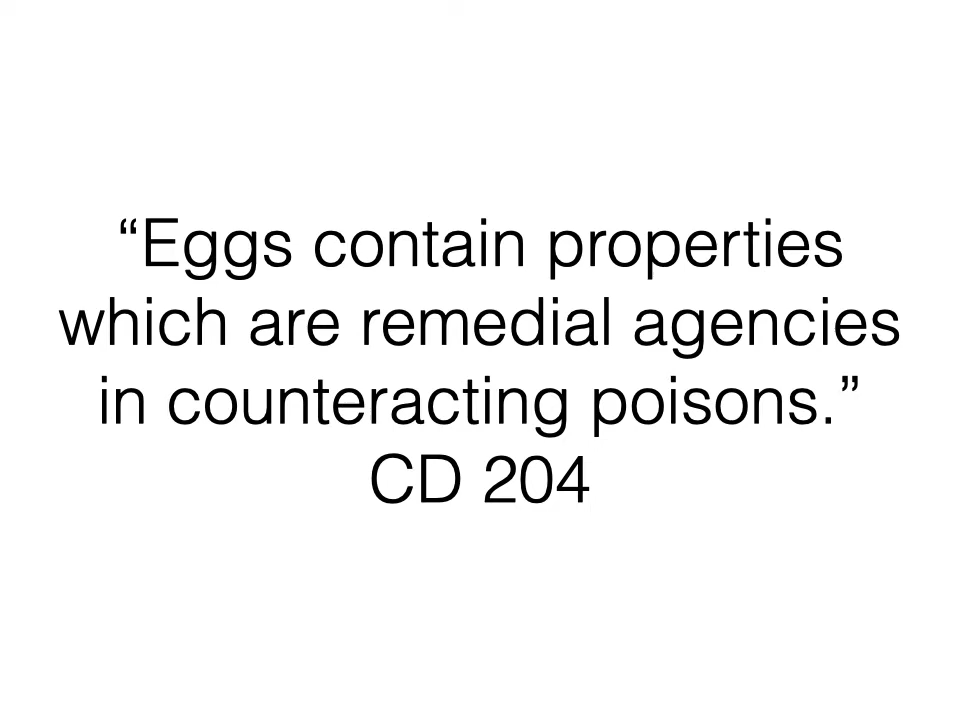 “Eggs contain properties
which are remedial agencies
in counteracting poisons.”
CD 204